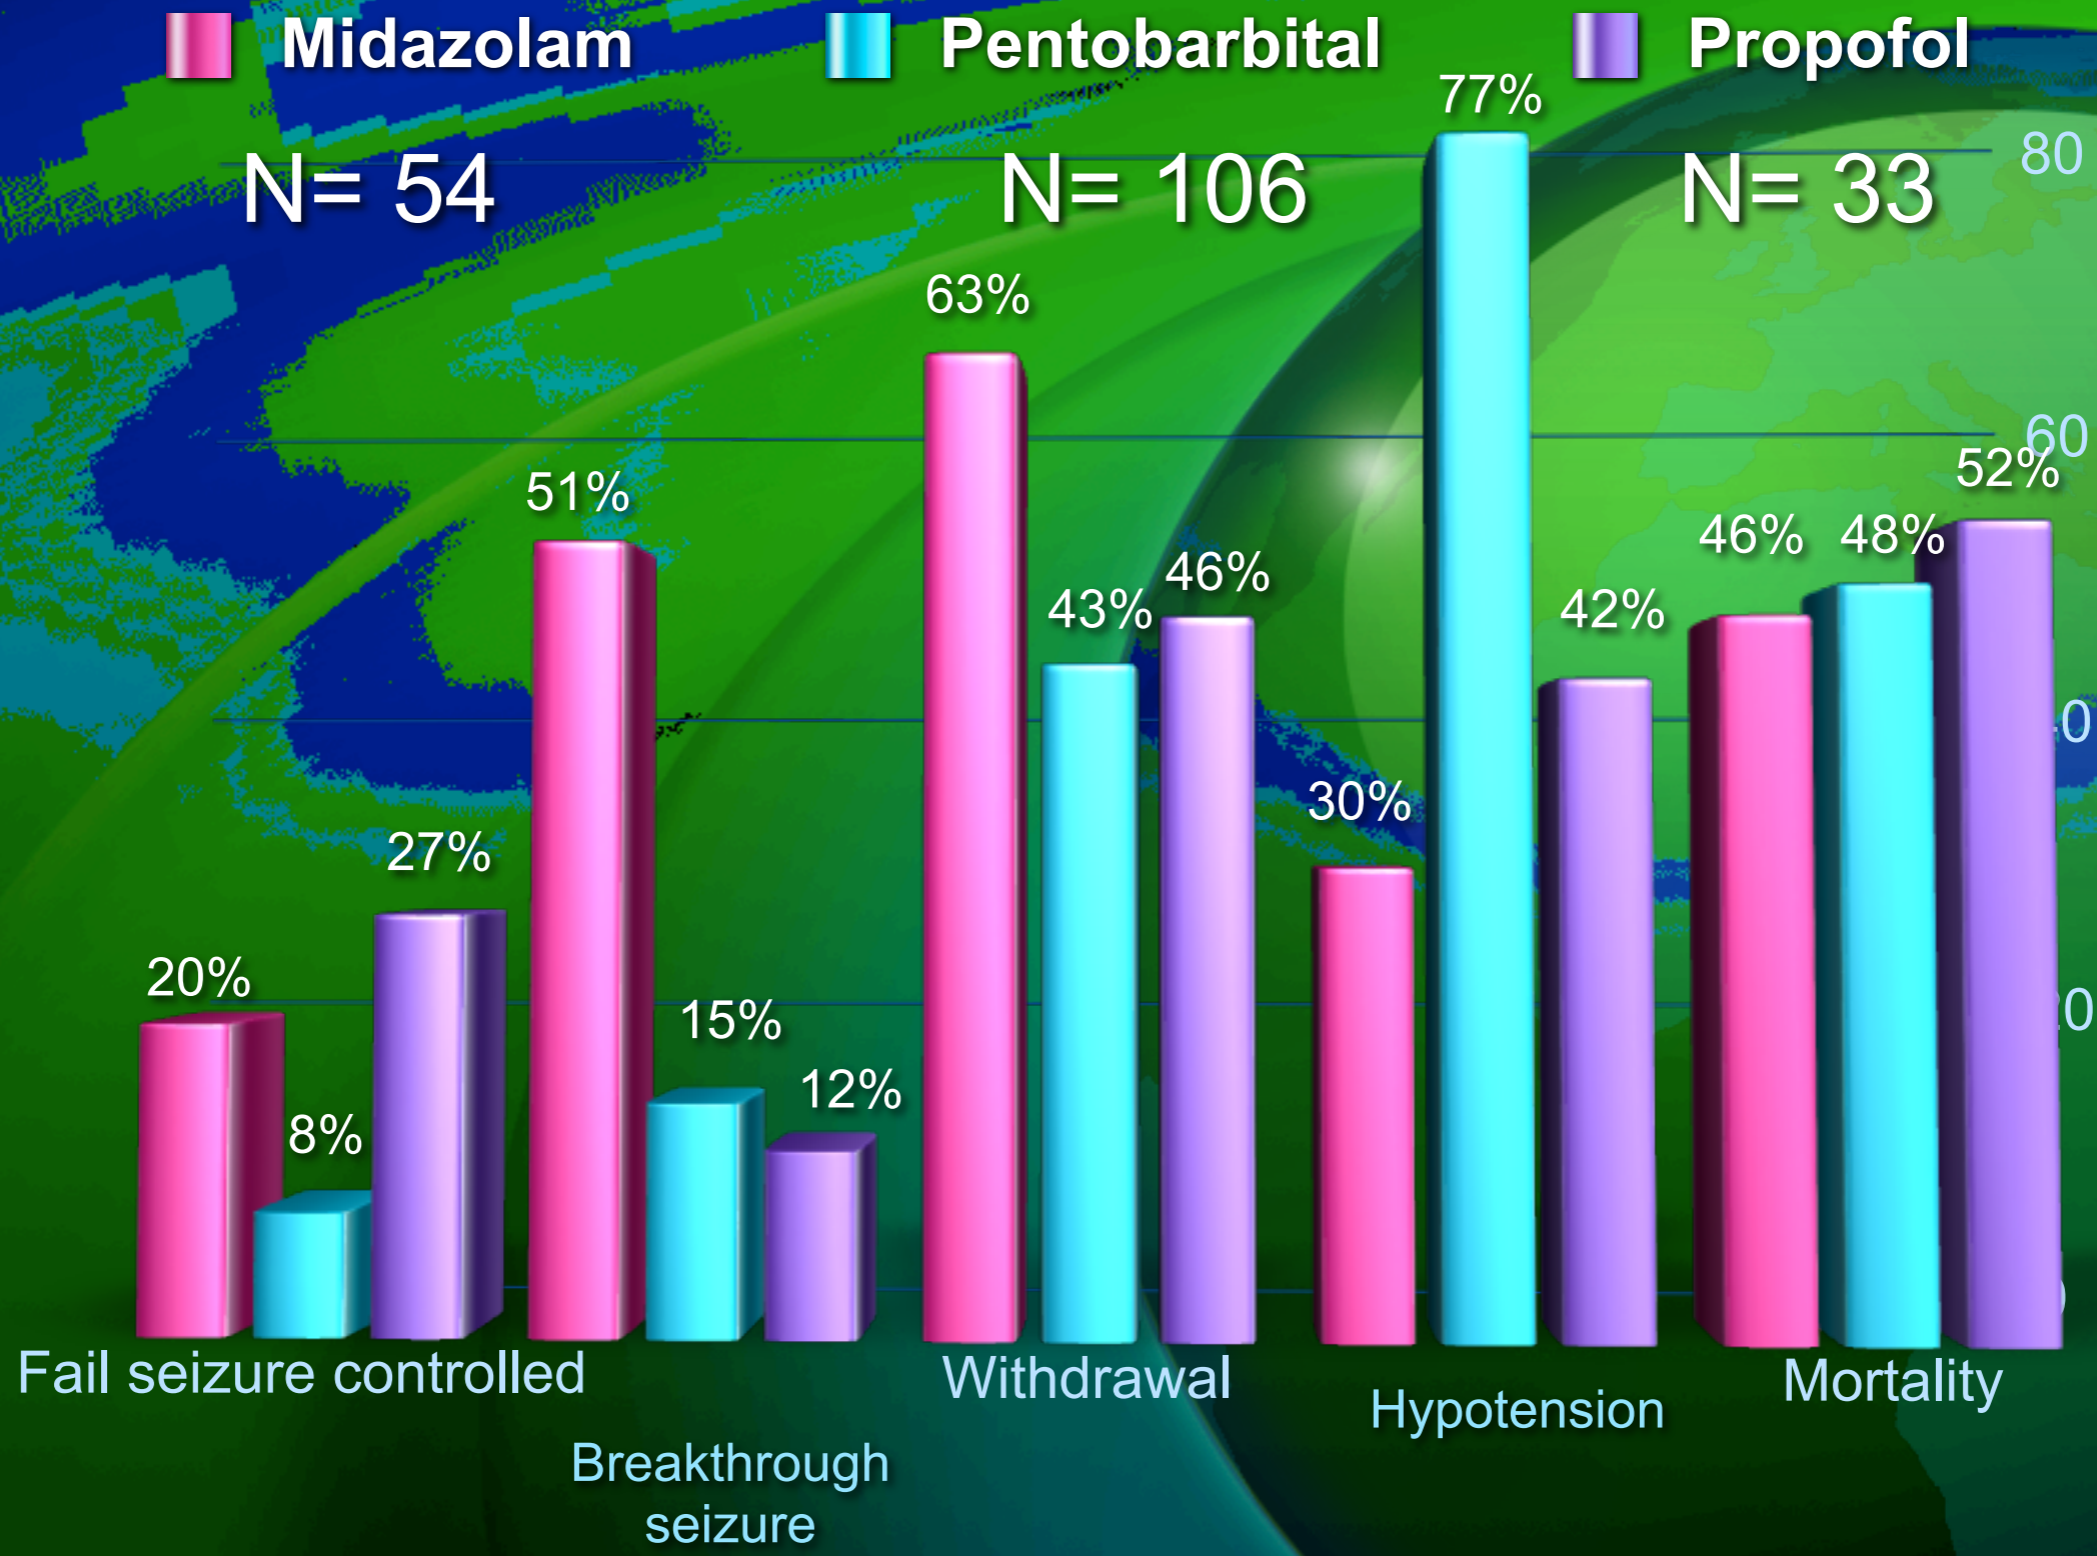 Midazolam Pentobarbital Propofol
N= 54 N= 106 N= 33
77%
80
63%
60
51%
52%
46% 48%
46%
43%
42%
30%
27%
20%
15%
12%
8%
Fail seizure controlled
Breakthrough
seizure
Withdrawal
Hypotension
Mortality